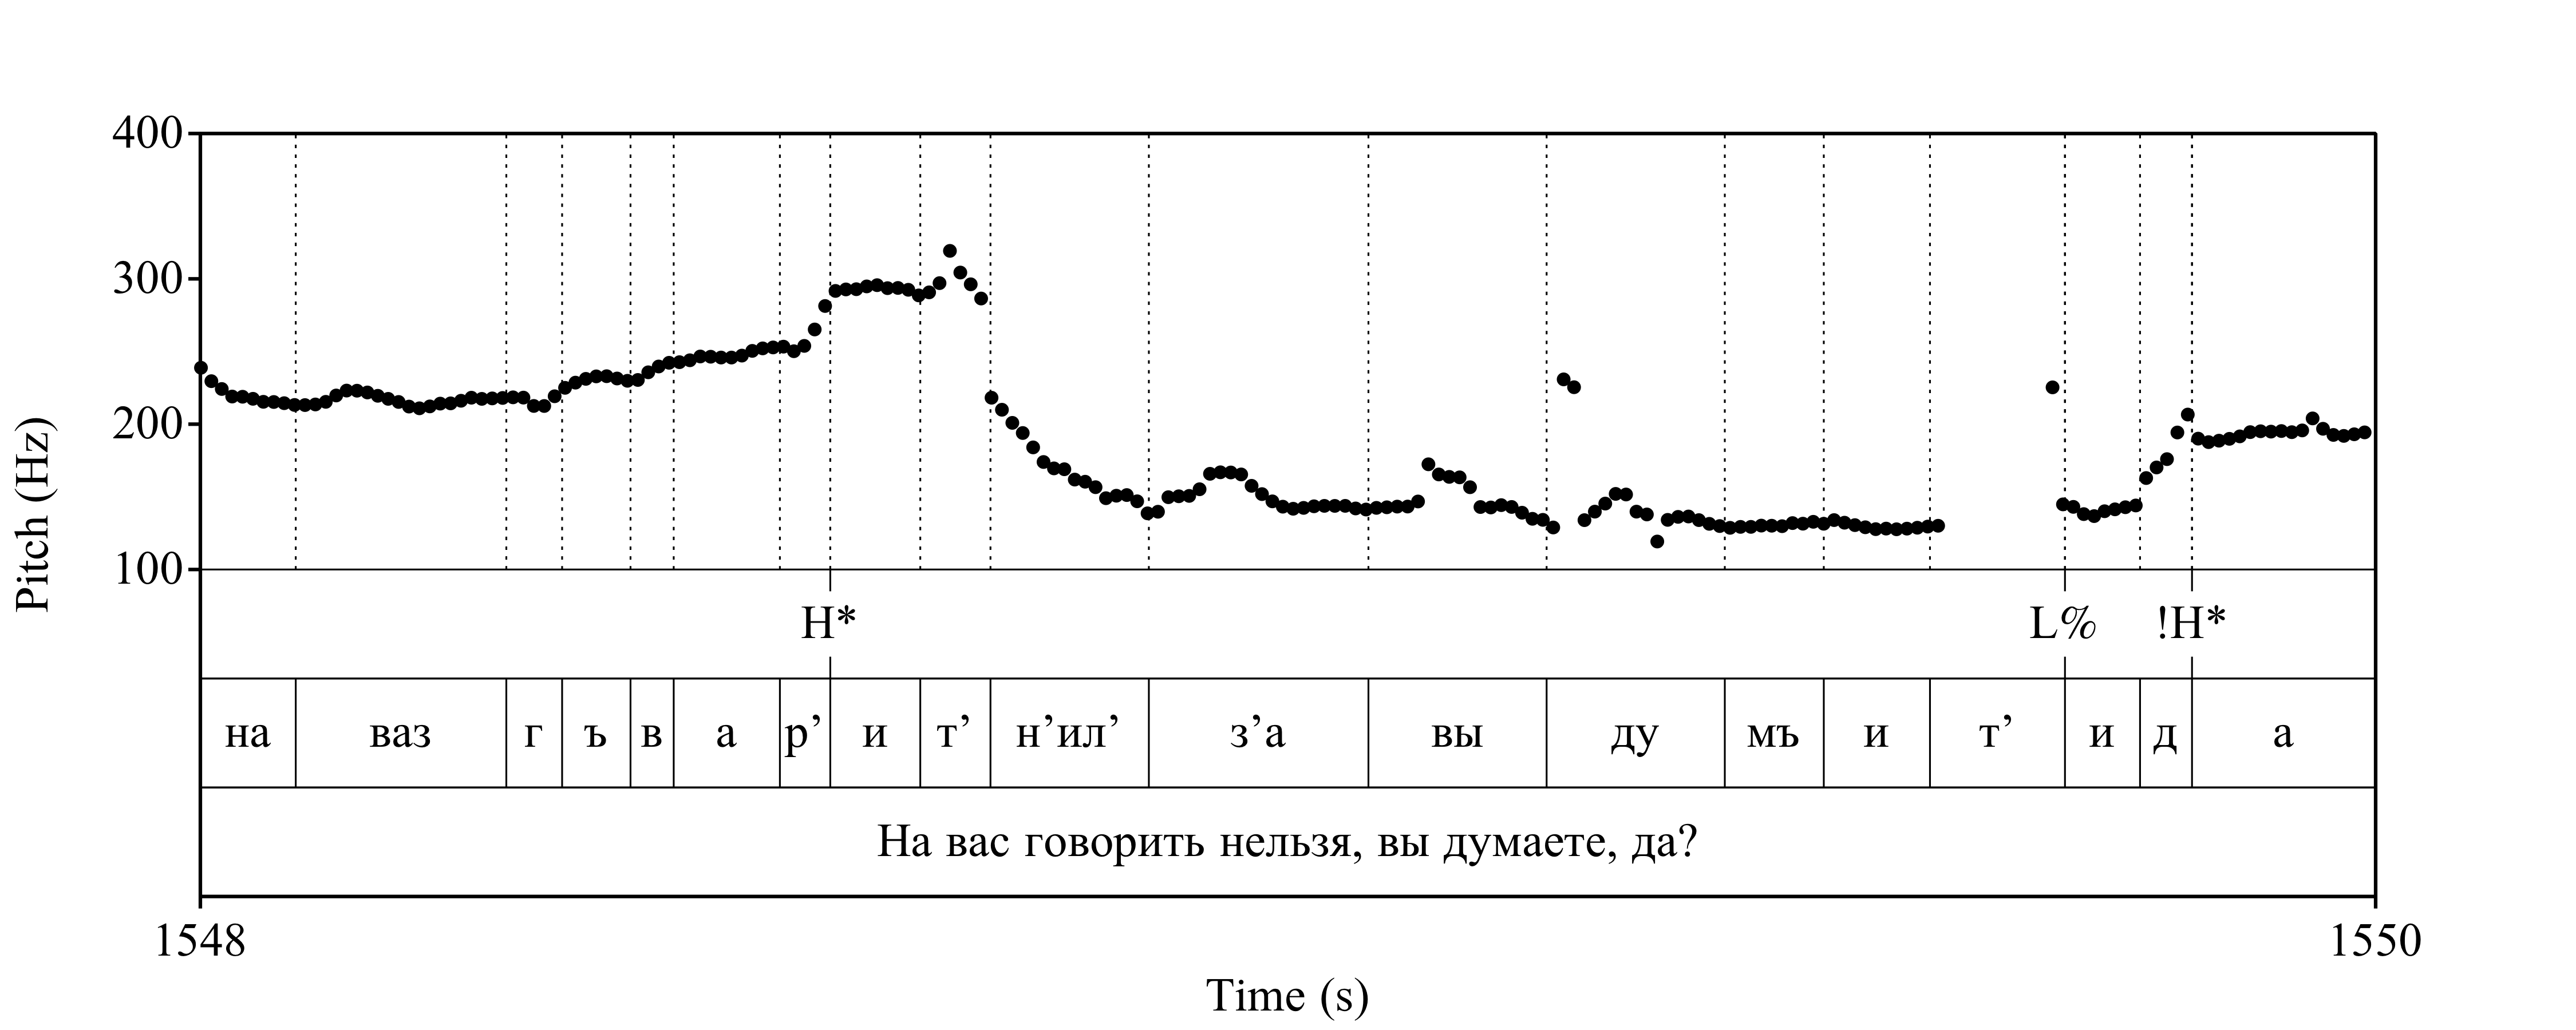 400
300
200
100
Pitch (Hz)
H* L% !H*
на ваз г ъ в а р’ и т’ н’ил’ з’а вы ду мъ и т’ и д а
На вас говорить нельзя, вы думаете, да?
1548 1550
Time (s)